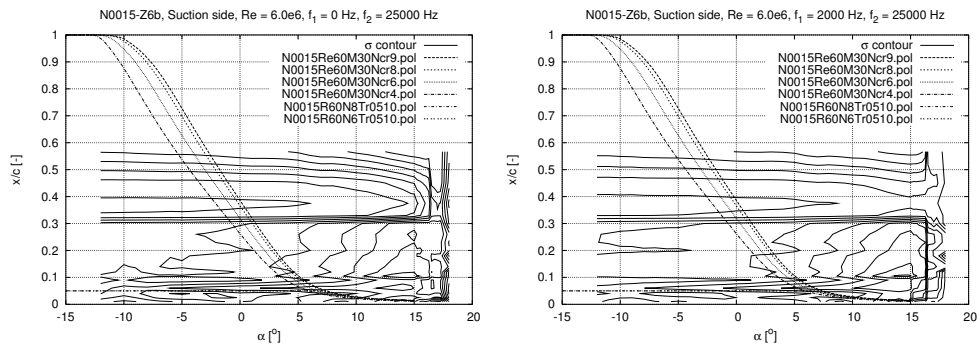 N0015-Z6b, Suction side, Re = 6.0e6, f₁ = 0 Hz, f₂ = 25000 Hz
σ contour
N0015Re60M30Ncr9.pol
N0015Re60M30Ncr8.pol
N0015Re60M30Ncr6.pol
N0015Re60M30Ncr4.pol
N0015R60N8Tr0510.pol
N0015R60N6Tr0510.pol
1
0.9
0.8
0.7
0.6
0.5
0.4
0.3
0.2
0.1
0
x/c [-]
-15
-10
-5
0
5
10
15
20
α [°]
N0015-Z6b, Suction side, Re = 6.0e6, f₁ = 2000 Hz, f₂ = 25000 Hz
σ contour
N0015Re60M30Ncr9.pol
N0015Re60M30Ncr8.pol
N0015Re60M30Ncr6.pol
N0015Re60M30Ncr4.pol
N0015R60N8Tr0510.pol
N0015R60N6Tr0510.pol
1
0.9
0.8
0.7
0.6
0.5
0.4
0.3
0.2
0.1
0
x/c [-]
-15
-10
-5
0
5
10
15
20
α [°]